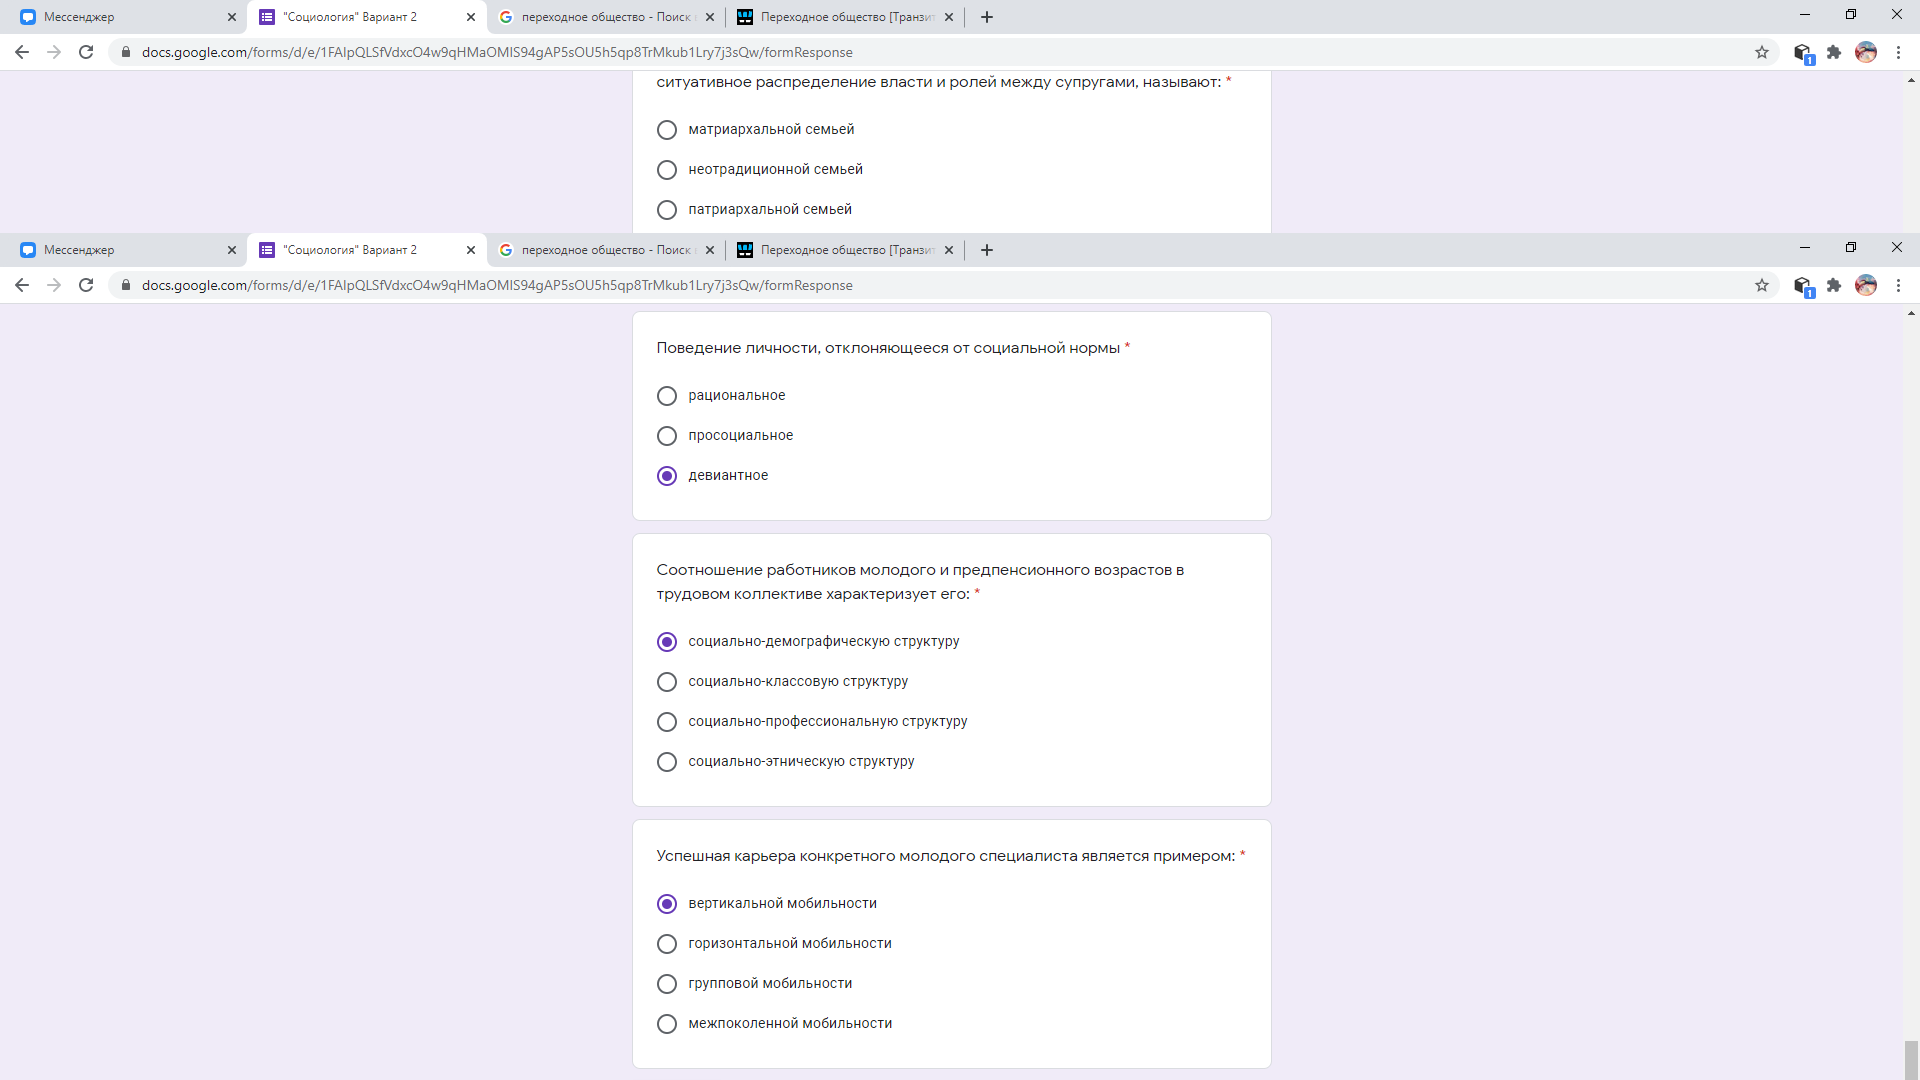 Мессенджер
"Социология" Вариант 2
переходное общество - Поиск
Переходное общество [Транзит
docs.google.com/forms/d/e/1FAIpQLSfVdxcO4w9qHMaOMIS94gAP5sOU5h5qp8TrMkub1Lry7j3sQw/formResponse
1
ситуативное распределение власти и ролей между супругами, называют: *
матриархальной семьей
неотрадиционной семьей
патриархальной семьей
Мессенджер
"Социология" Вариант 2
переходное общество - Поиск
Переходное общество [Транзит
docs.google.com/forms/d/e/1FAIpQLSfVdxcO4w9qHMaOMIS94gAP5sOU5h5qp8TrMkub1Lry7j3sQw/formResponse
1
Поведение личности, отклоняющееся от социальной нормы *
рациональное
просоциальное
девиантное
Соотношение работников молодого и предпенсионного возрастов в
трудовом коллективе характеризует его: *
социально-демографическую структуру
социально-классовую структуру
социально-профессиональную структуру
социально-этническую структуру
Успешная карьера конкретного молодого специалиста является примером: *
вертикальной мобильности
горизонтальной мобильности
групповой мобильности
межпоколенной мобильности